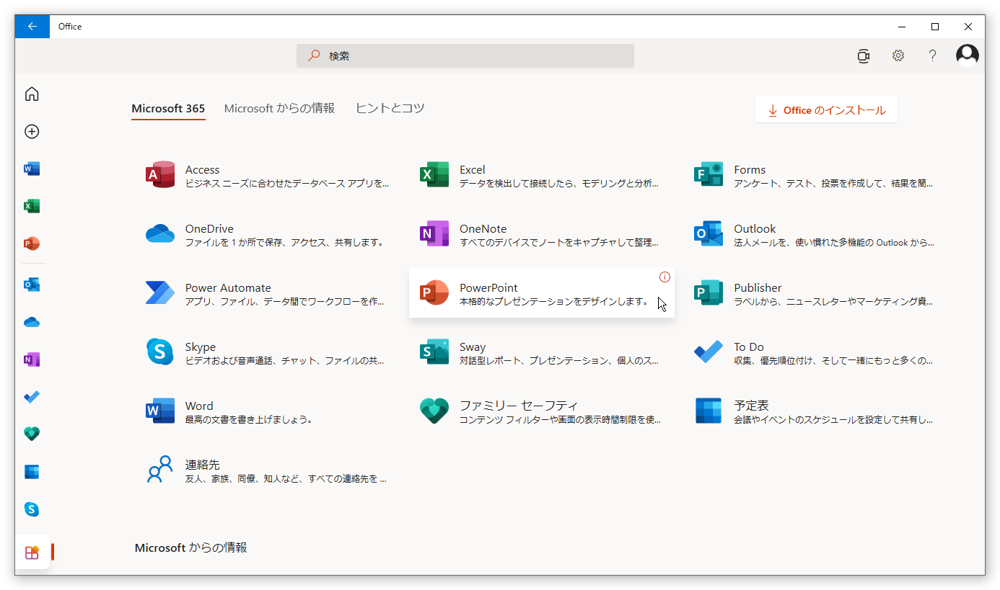 Office
検索
Microsoft 365
Microsoft からの情報
ヒントとコツ
Office のインストール
Access
ビジネス ニーズに合わせたデータベース アプリを...
Excel
データを検出して接続したら、モデリングと分析...
Forms
アンケート、テスト、投票を作成して、結果を簡...
OneDrive
ファイルを 1 か所で保存、アクセス、共有します。
OneNote
すべてのデバイスでノートをキャプチャして整理...
Outlook
法人メールを、使い慣れた多機能の Outlook から...
Power Automate
アプリ、ファイル、データ間でワークフローを作...
PowerPoint
本格的なプレゼンテーションをデザインします。
Publisher
ラベルから、ニュースレターやマーケティング資...
Skype
ビデオおよび音声通話、チャット、ファイルの共...
Sway
対話型レポート、プレゼンテーション、個人のス...
To Do
収集、優先順位付け、そして一緒にもっと多くの...
Word
最高の文書を書き上げましょう。
ファミリー セーフティ
コンテンツ フィルターや画面の表示時間制限を使...
予定表
会議やイベントのスケジュールを設定して共有し...
連絡先
友人、家族、同僚、知人など、すべての連絡先を ...
Microsoft からの情報